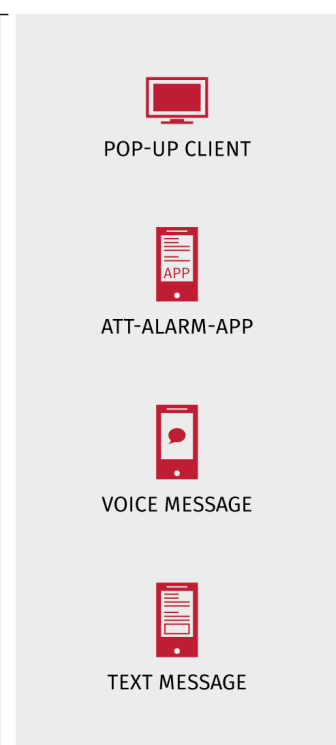 POP-UP CLIENT
APP
ATT-ALARM-APP
VOICE MESSAGE
TEXT MESSAGE